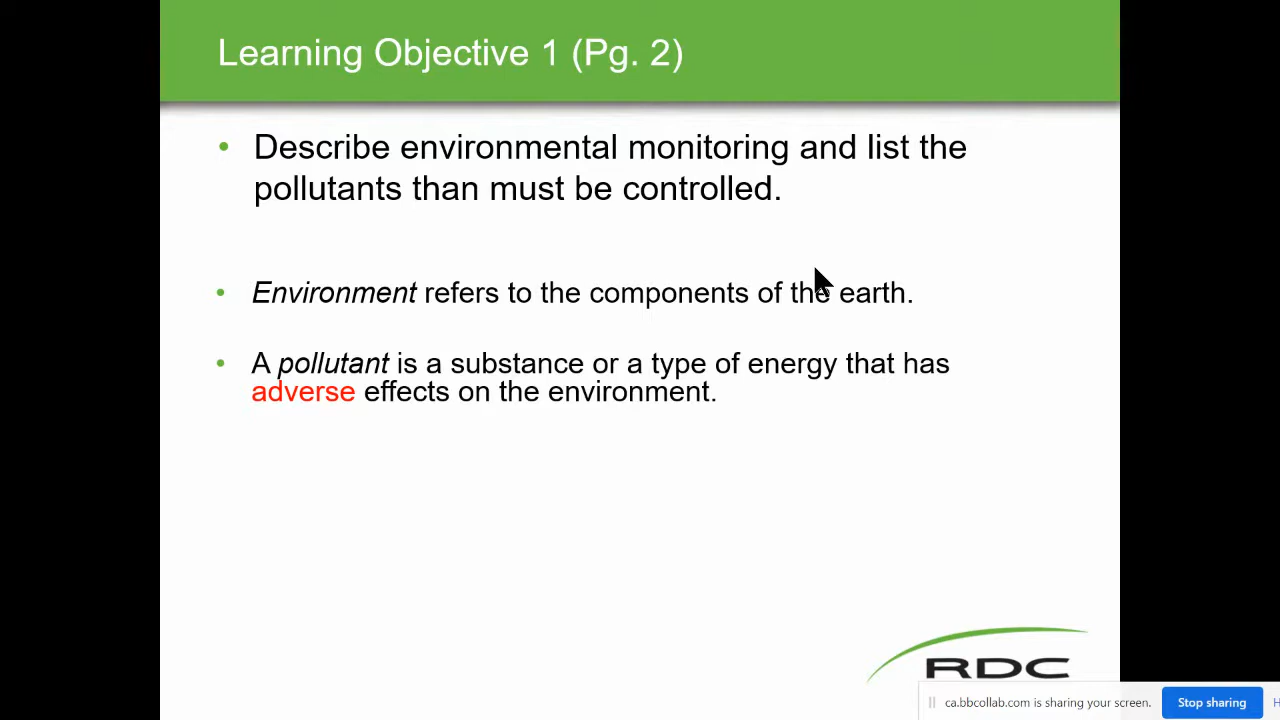 Learning Objective 1 (Pg. 2)
• Describe environmental monitoring and list the
pollutants than must be controlled.
• Environment refers to the components of the earth.
• A pollutant is a substance or a type of energy that has
adverse effects on the environment.
RDC
ca.bbcollab.com is sharing your screen.
Stop sharing